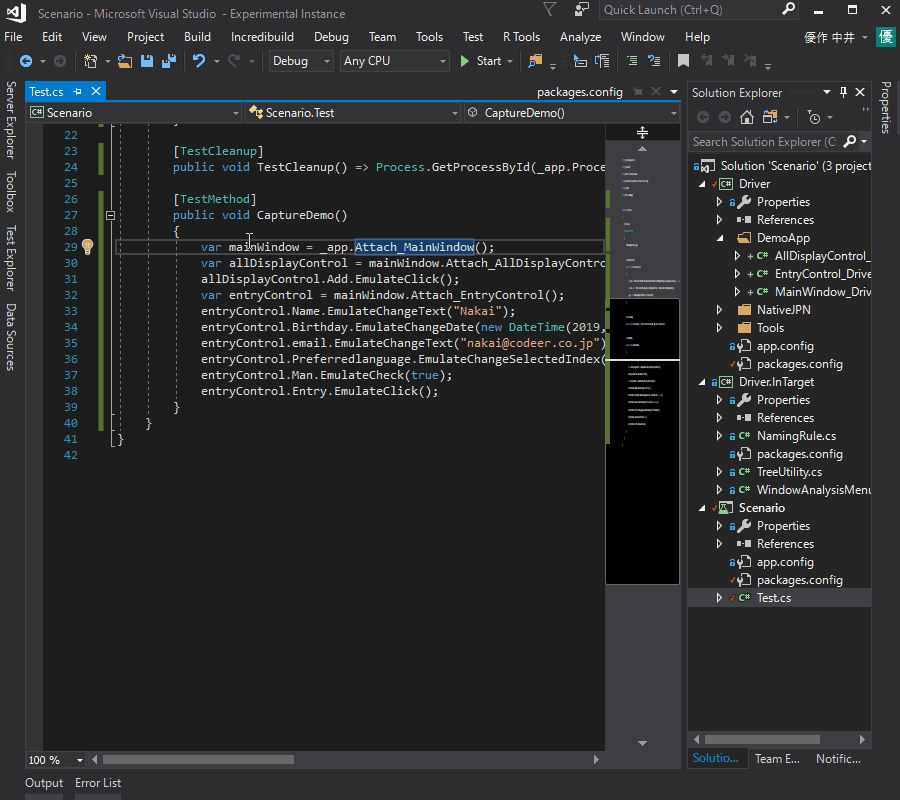 Scenario - Microsoft Visual Studio - Experimental Instance
Quick Launch (Ctrl+Q)
File Edit View Project Build Incredibuild Debug Team Tools Test R Tools Analyze Window Help 優作 中井 優
Debug Any CPU Start
Server Explorer
Toolbox
Test Explorer
Data Sources
Test.cs
packages.config
Scenario Scenario.Test CaptureDemo()
22 }
23 [TestCleanup]
24 public void TestCleanup() => Process.GetProcessById(_app.Proce
25
26 [TestMethod]
27 public void CaptureDemo()
28 {
29 var mainWindow = _app.Attach_MainWindow();
30 var allDisplayControl = mainWindow.Attach_AllDisplayContro
31 allDisplayControl.Add.EmulateClick();
32 var entryControl = mainWindow.Attach_EntryControl();
33 entryControl.Name.EmulateChangeText("Nakai");
34 entryControl.Birthday.EmulateChangeDate(new DateTime(2019,
35 entryControl.email.EmulateChangeText("nakai@codeer.co.jp")
36 entryControl.Preferredlanguage.EmulateChangeSelectedIndex(
37 entryControl.Man.EmulateCheck(true);
38 entryControl.Entry.EmulateClick();
39 }
40 }
41 }
42
100 %
Output Error List
Solution Explorer
Search Solution Explorer (C
Solution 'Scenario' (3 project
Driver
Properties
References
DemoApp
AllDisplayControl_
EntryControl_Drive
MainWindow_Driv
NativeJPN
Tools
app.config
packages.config
Driver.InTarget
Properties
References
NamingRule.cs
packages.config
TreeUtility.cs
WindowAnalysisMenu
Scenario
Properties
References
app.config
packages.config
Test.cs
Solutio... Team E... Notific...
Properties